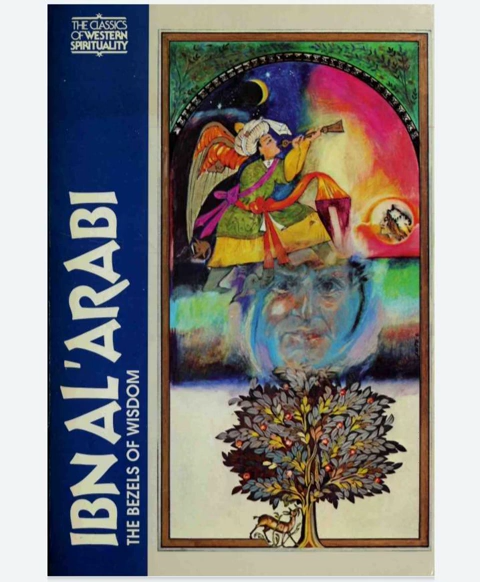 THE CLASSICS
OF WESTERN
SPIRITUALITY
IBN AL'ARABI
THE BEZELS OF WISDOM